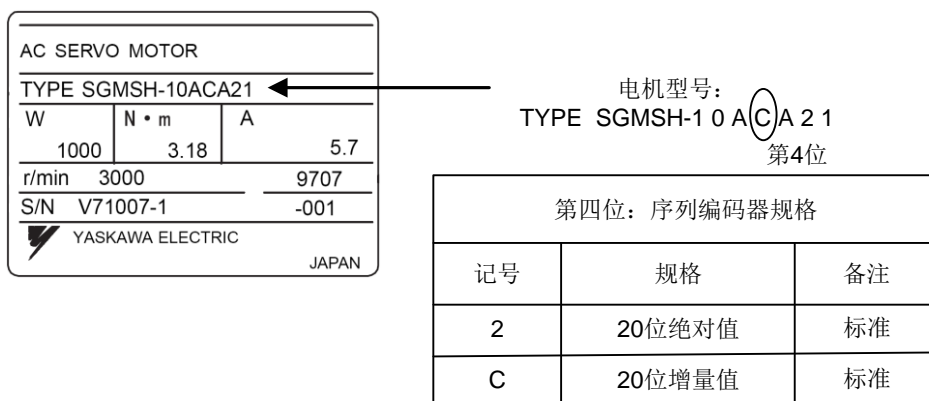 AC SERVO MOTOR
TYPE SGMSH-10ACA21
W N·m A
1000 3.18 5.7
r/min 3000 9707
S/N V71007-1 -001
YASKAWA ELECTRIC
JAPAN
电机型号：
TYPE SGMSH-1 0 A C A 2 1
第4位
第四位：序列编码器规格
记号 规格 备注
2 20位绝对值 标准
C 20位增量值 标准